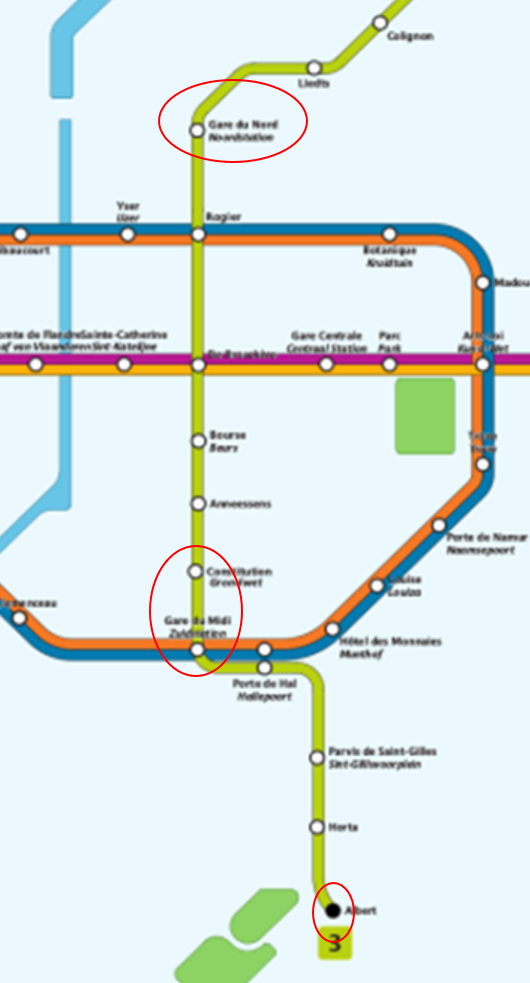 Colignon
Liedts
Gare du Nord
Noordstation
Yser
IJzer
Rogier
Botanique
Kruidtuin
Madou
Sainte-Catherine
Sint-Katelijne
Gare Centrale
Centraal Station
Parc
Park
Bourse
Beurs
Anneessens
Porte de Namur
Naamsepoort
Louise
Louiza
Constitution
Grondwet
Gare du Midi
Zuidstation
Hôtel des Monnaies
Munthof
Porte de Hal
Hallepoort
Parvis de Saint-Gilles
Sint-Gillisvoorplein
Horta
Albert
3